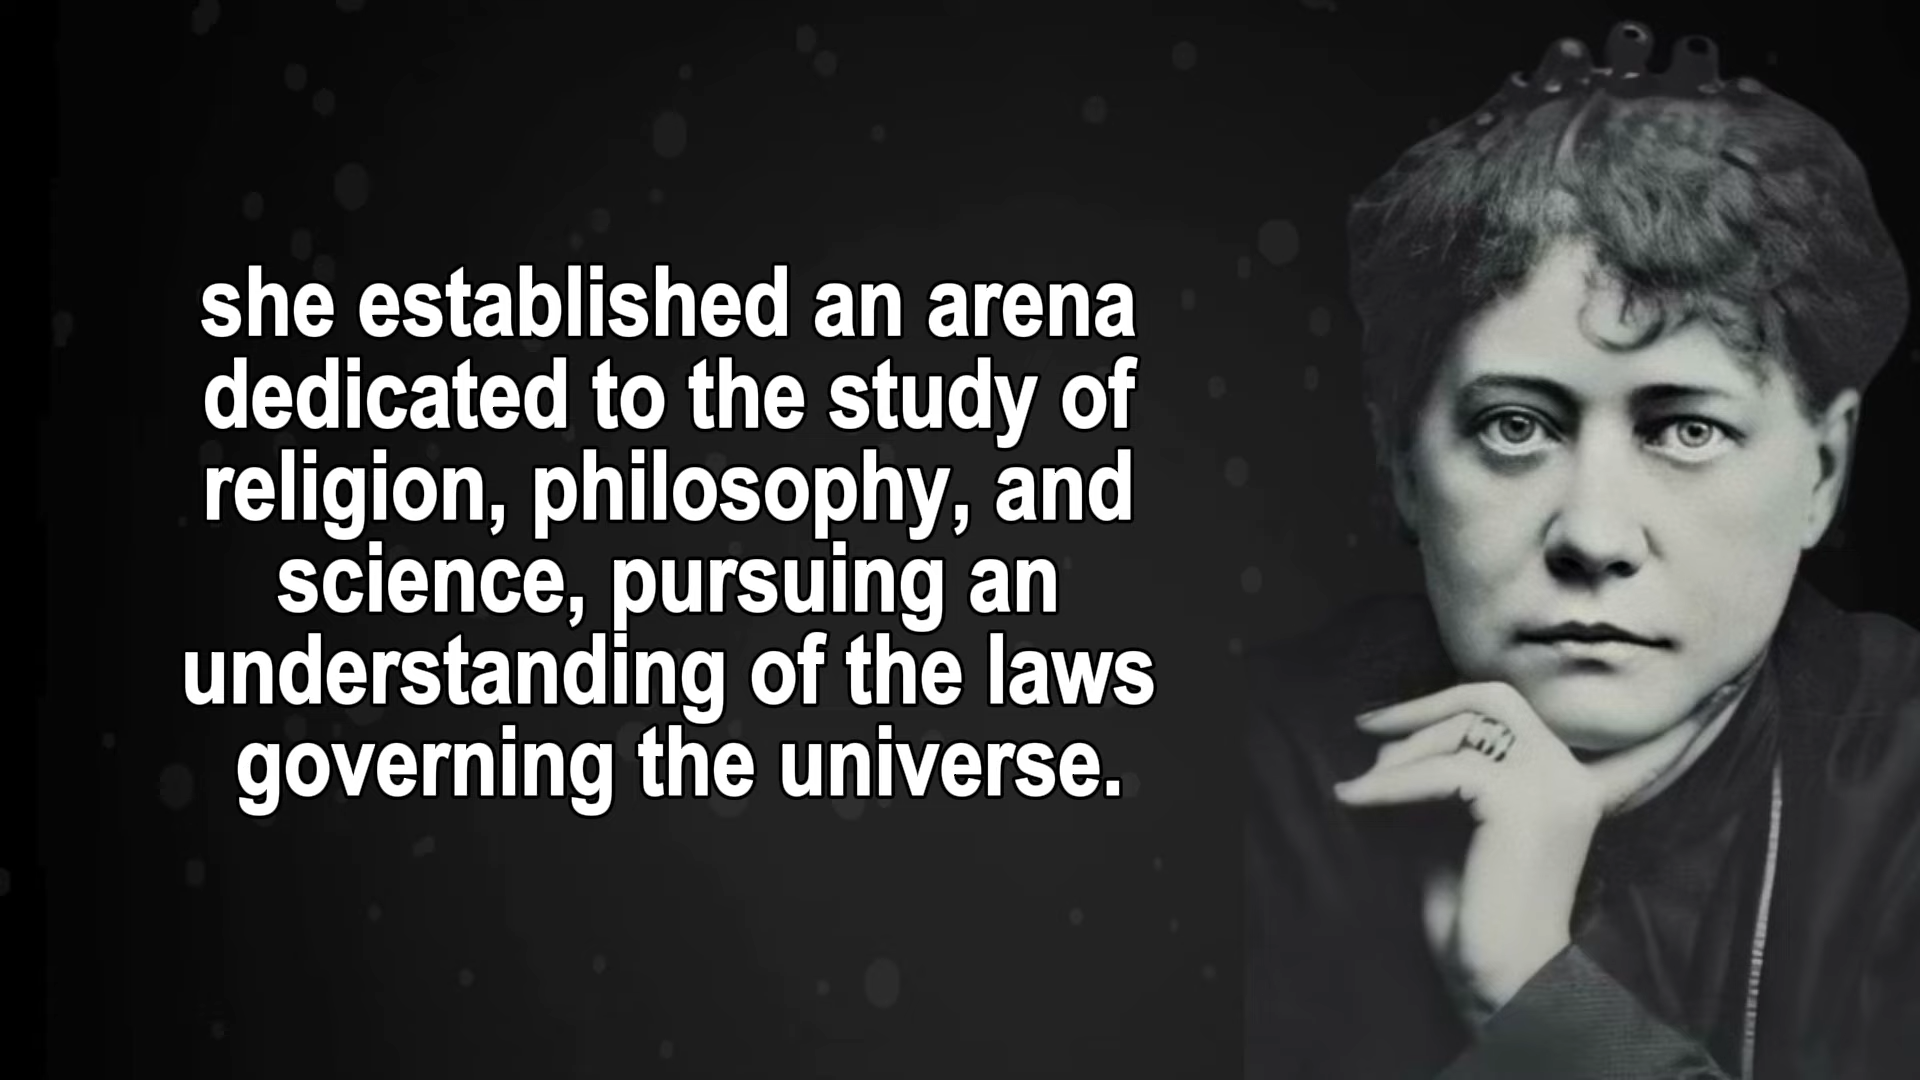 she established an arena
dedicated to the study of
religion, philosophy, and
science, pursuing an
understanding of the laws
governing the universe.